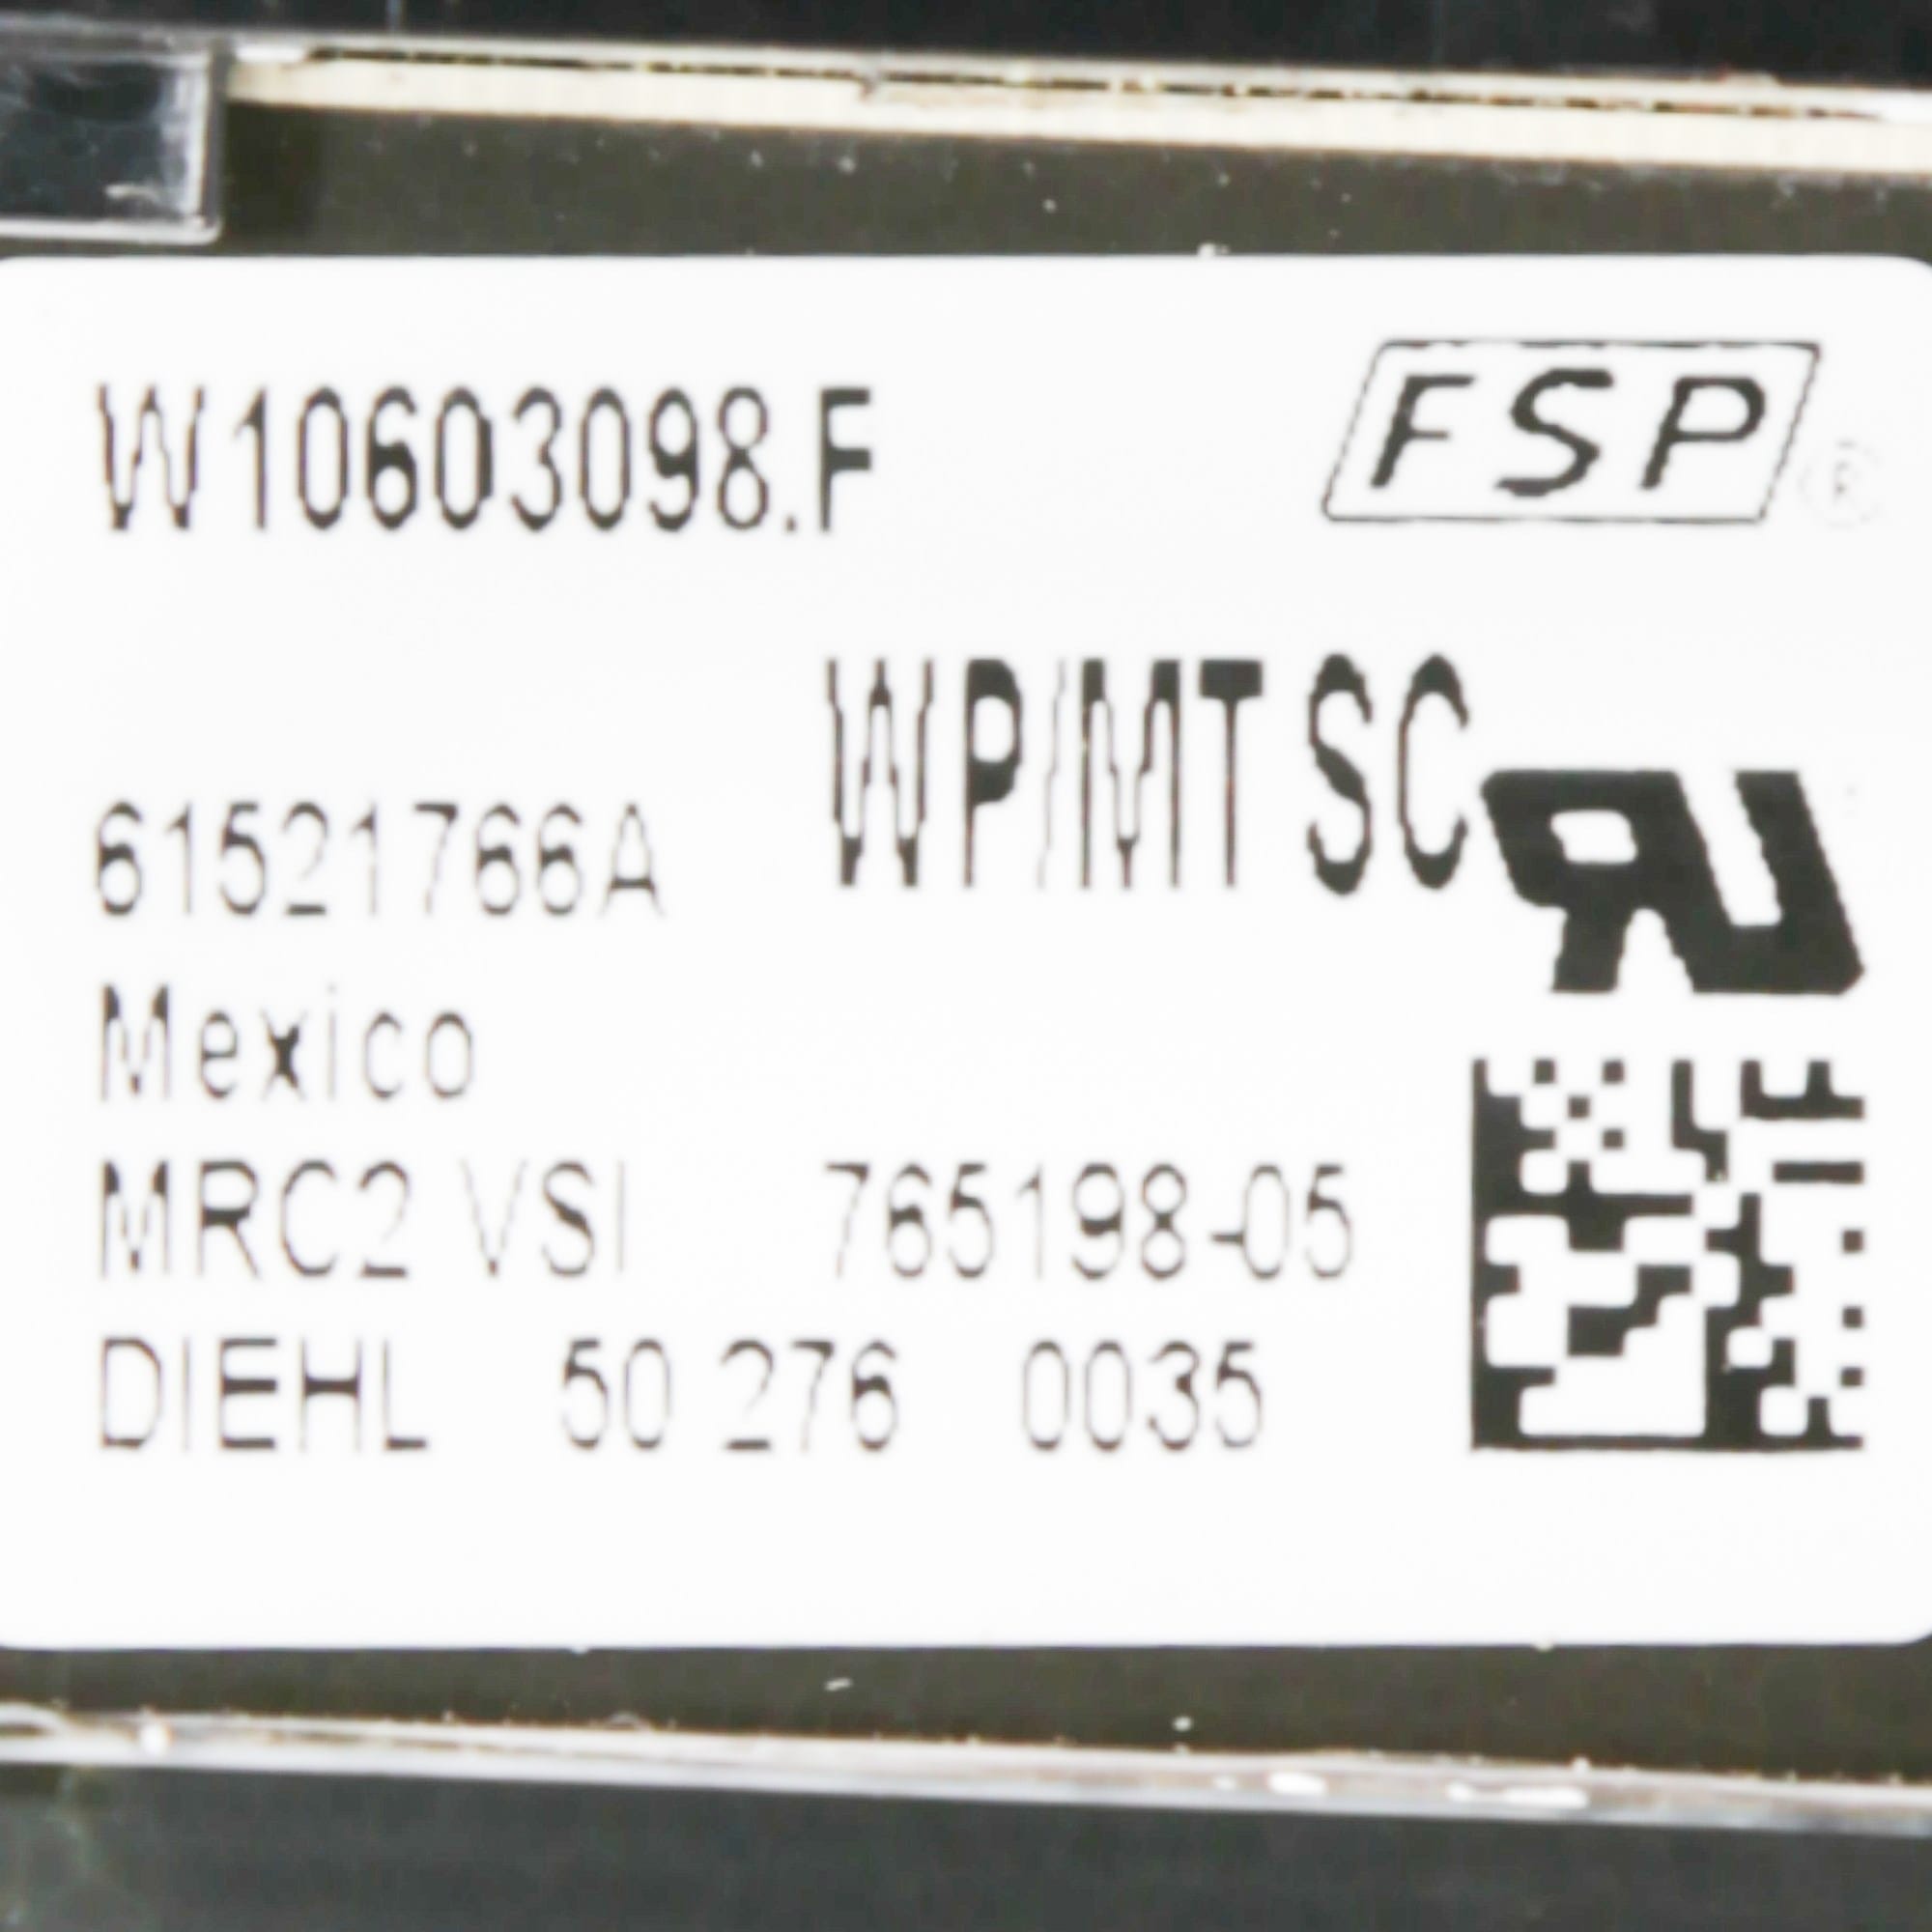 W10603098.F
FSP ®
WP/MT SC
61521766A
Mexico
MRC2 VSI 765198-05
DIEHL 50 276 0035